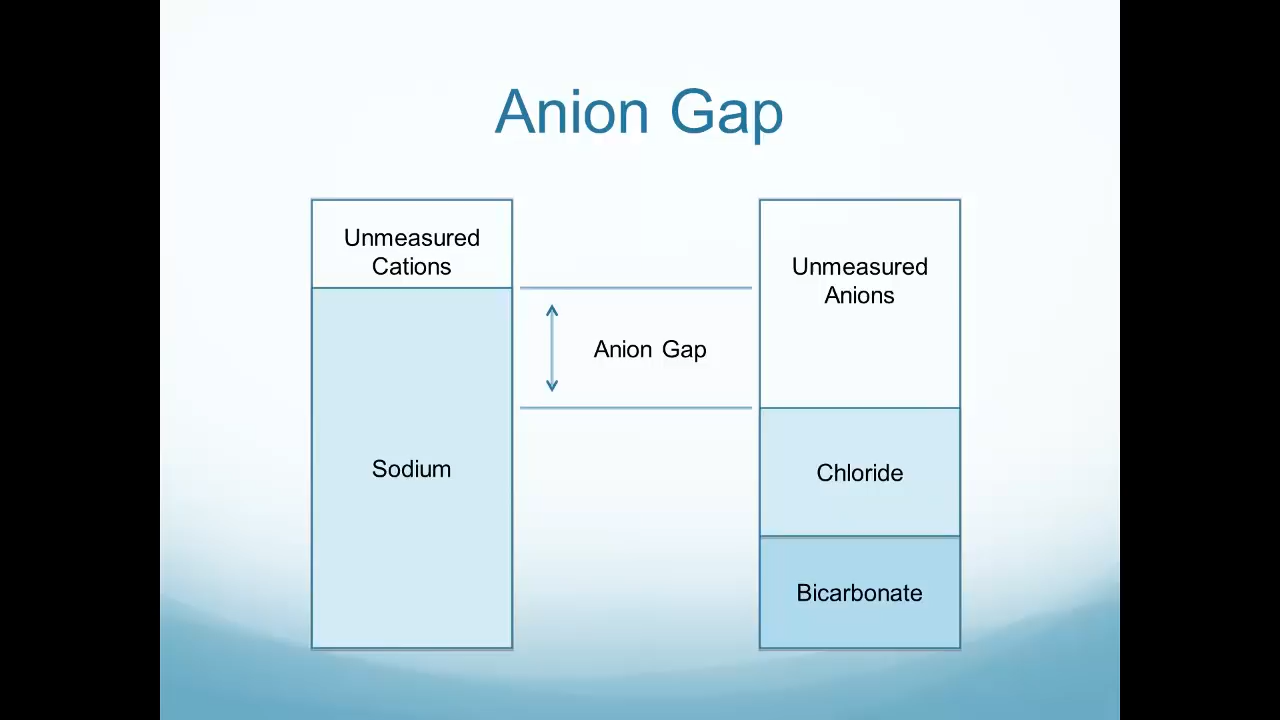 Anion Gap
Unmeasured
Cations
Sodium
Anion Gap
Unmeasured
Anions
Chloride
Bicarbonate